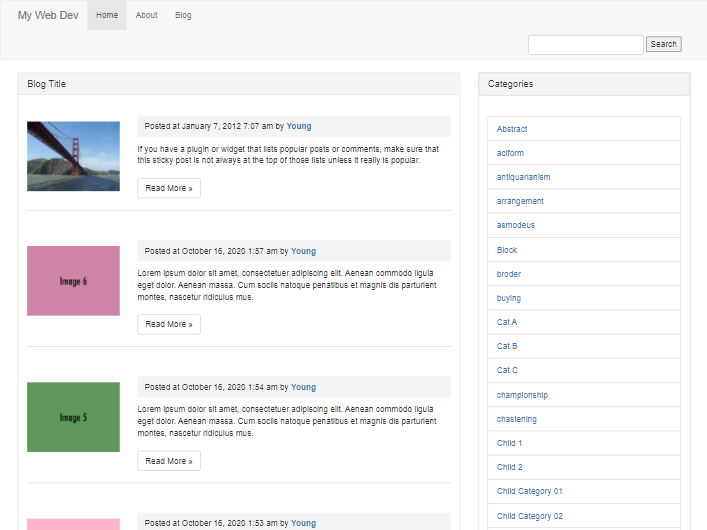 My Web Dev
Home
About
Blog
Search
Blog Title
Posted at January 7, 2012 7:07 am by Young
If you have a plugin or widget that lists popular posts or comments, make sure that
this sticky post is not always at the top of those lists unless it really is popular.
Read More »
Image 6
Posted at October 16, 2020 1:57 am by Young
Lorem ipsum dolor sit amet, consectetuer adipiscing elit. Aenean commodo ligula
eget dolor. Aenean massa. Cum sociis natoque penatibus et magnis dis parturient
montes, nascetur ridiculus mus.
Read More »
Image 5
Posted at October 16, 2020 1:54 am by Young
Lorem ipsum dolor sit amet, consectetuer adipiscing elit. Aenean commodo ligula
eget dolor. Aenean massa. Cum sociis natoque penatibus et magnis dis parturient
montes, nascetur ridiculus mus.
Read More »
Posted at October 16, 2020 1:53 am by Young
Categories
Abstract
aciform
antiquarianism
arrangement
asmodeus
Block
broder
buying
Cat A
Cat B
Cat C
championship
chastening
Child 1
Child 2
Child Category 01
Child Category 02